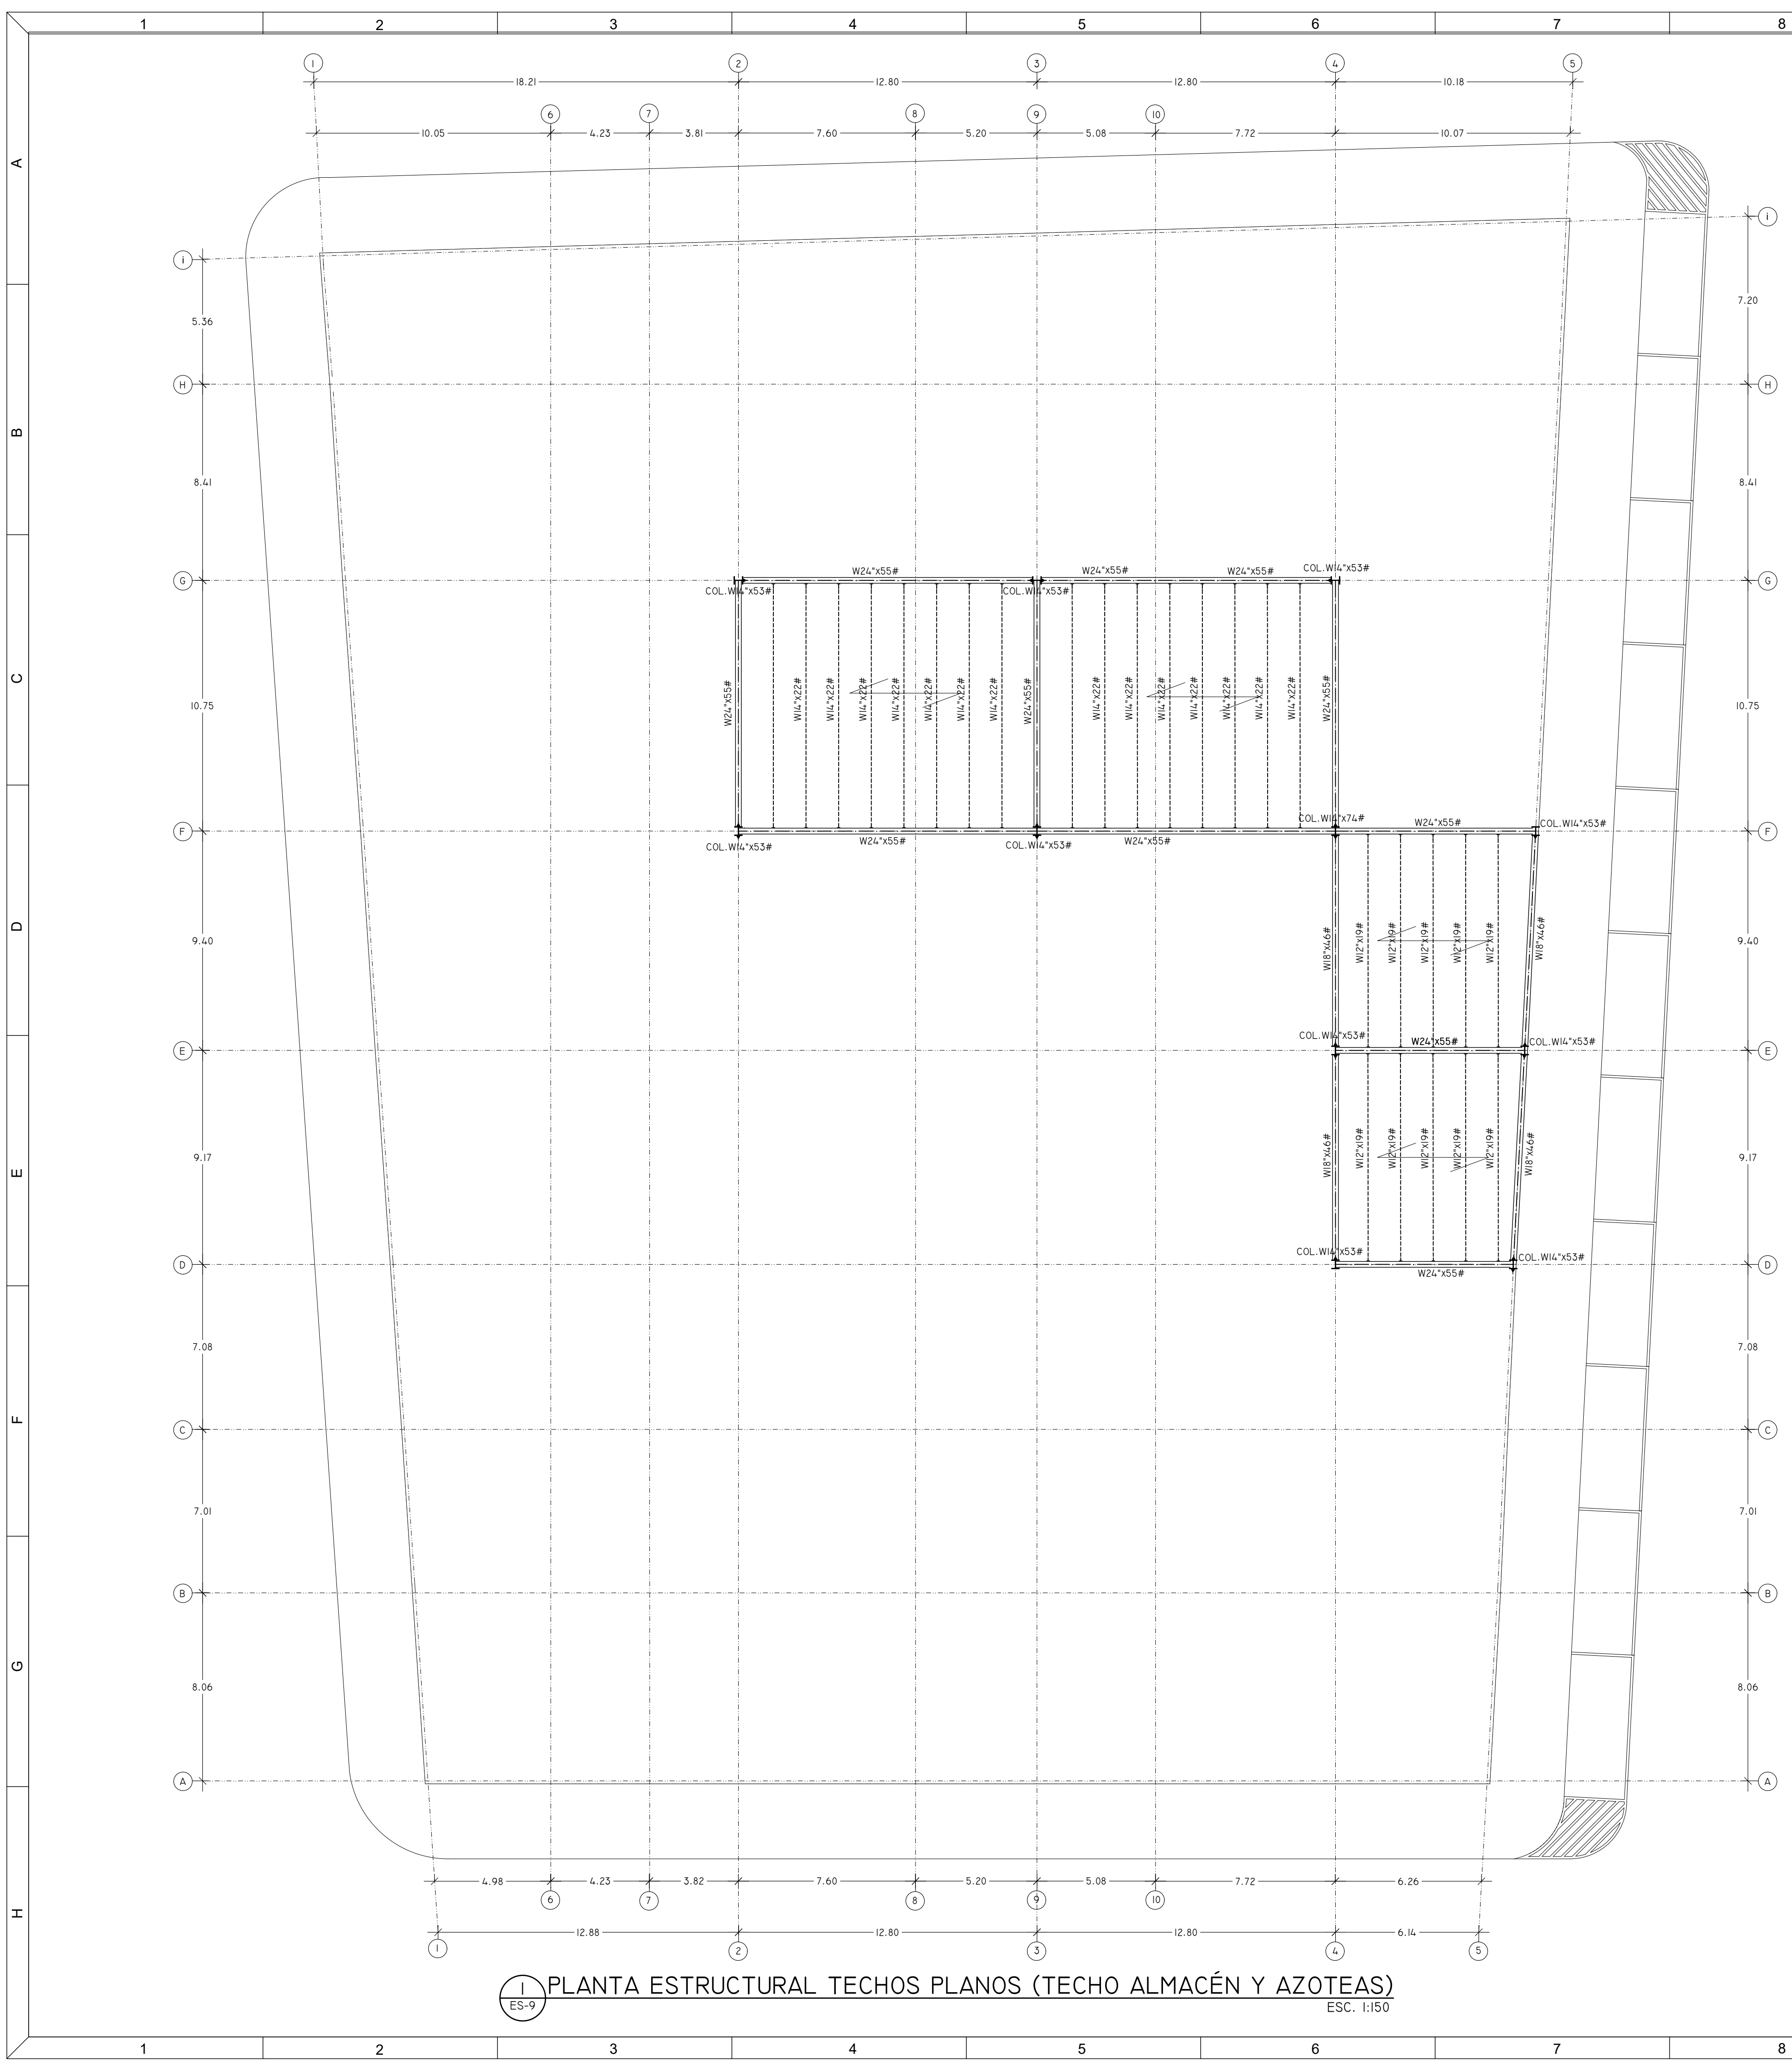 1 2 3 4 5 6 7 8
1 2 3 4 5
18.21 12.80 12.80 10.18
6 7 8 9 10
10.05 4.23 3.81 7.60 5.20 5.08 7.72 10.07
A
i i
5.36 7.20
H H
B
8.41 8.41
W24"x55# W24"x55# W24"x55# COL.W14"x53#
G G
COL.W14"x53# COL.W14"x53#
C
W24"x55# W14"x22# W14"x22# W14"x22# W14"x22# W14"x22# W14"x22# W14"x22# W24"x55# W14"x22# W14"x22# W14"x22# W14"x22# W14"x22# W14"x22# W14"x22# W24"x55#
10.75 10.75
COL.W14"x74# W24"x55# COL.W14"x53#
F F
COL.W14"x53# W24"x55# COL.W14"x53# W24"x55#
D
W18"x46# W12"x19# W12"x19# W12"x19# W12"x19# W12"x19# W18"x46#
9.40 9.40
COL.W14"x53# W24"x55# COL.W14"x53#
E E
W18"x46# W12"x19# W12"x19# W12"x19# W12"x19# W12"x19# W18"x46#
9.17 9.17
E
COL.W14"x53# COL.W14"x53#
D D
W24"x55#
7.08 7.08
F
C C
7.01 7.01
B B
G
8.06 8.06
A A
4.98 4.23 3.82 7.60 5.20 5.08 7.72 6.26
6 7 8 9 10
H
12.88 12.80 12.80 6.14
1 2 3 4 5
1 PLANTA ESTRUCTURAL TECHOS PLANOS (TECHO ALMACÉN Y AZOTEAS)
ES-9 ESC. 1:150
1 2 3 4 5 6 7 8